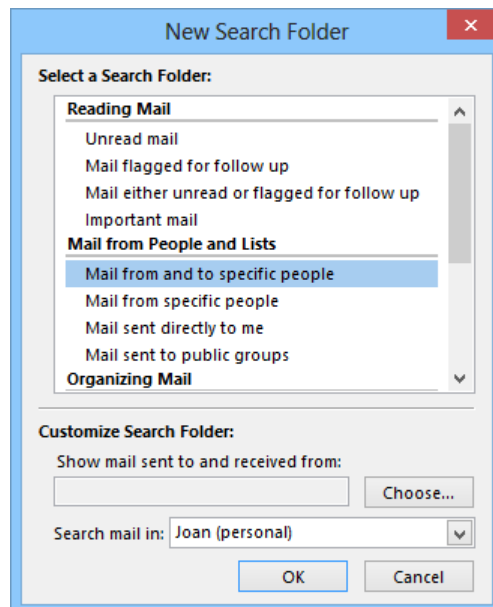 New Search Folder
Select a Search Folder:
Reading Mail
Unread mail
Mail flagged for follow up
Mail either unread or flagged for follow up
Important mail
Mail from People and Lists
Mail from and to specific people
Mail from specific people
Mail sent directly to me
Mail sent to public groups
Organizing Mail
Customize Search Folder:
Show mail sent to and received from:
Choose...
Search mail in: Joan (personal)
OK Cancel